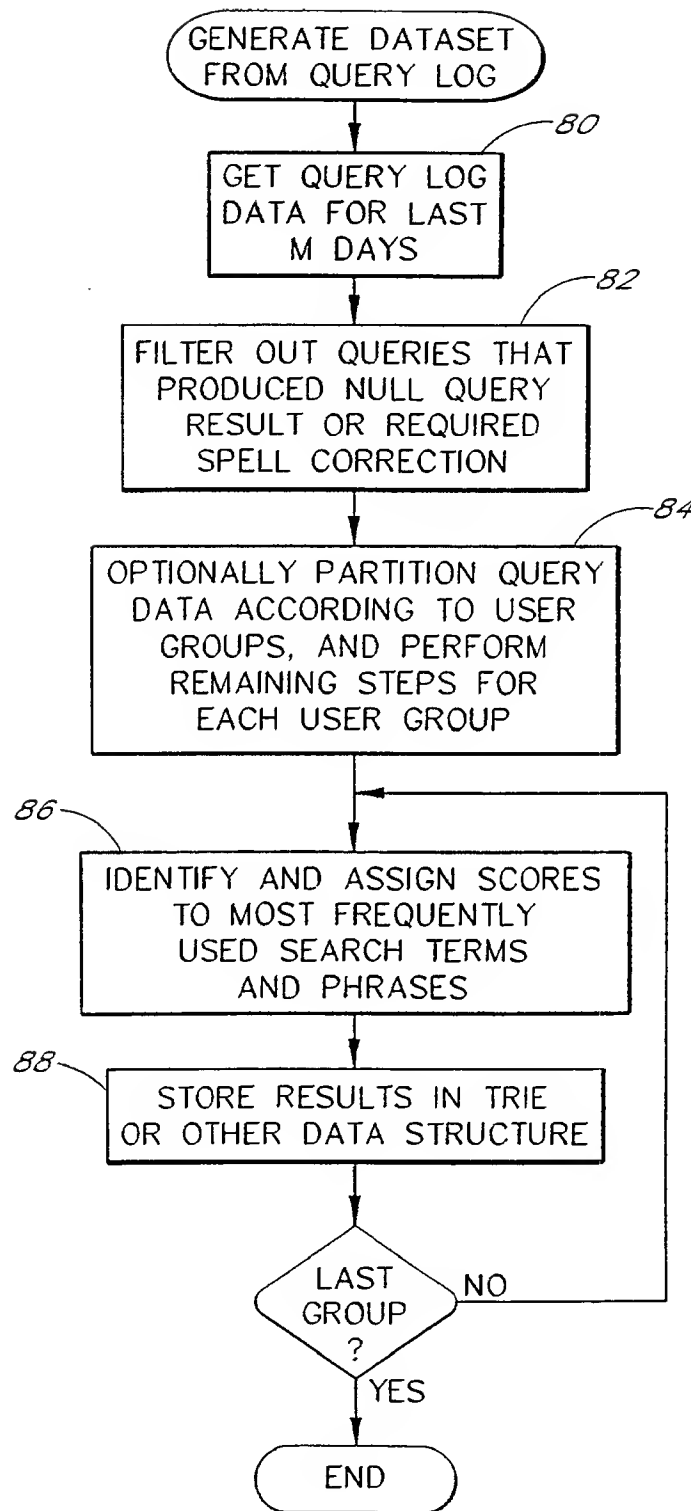 GENERATE DATASET
FROM QUERY LOG
80
GET QUERY LOG
DATA FOR LAST
M DAYS
82
FILTER OUT QUERIES THAT
PRODUCED NULL QUERY
RESULT OR REQUIRED
SPELL CORRECTION
84
OPTIONALLY PARTITION QUERY
DATA ACCORDING TO USER
GROUPS, AND PERFORM
REMAINING STEPS FOR
EACH USER GROUP
86
IDENTIFY AND ASSIGN SCORES
TO MOST FREQUENTLY
USED SEARCH TERMS
AND PHRASES
88
STORE RESULTS IN TRIE
OR OTHER DATA STRUCTURE
LAST
GROUP
?
NO
YES
END